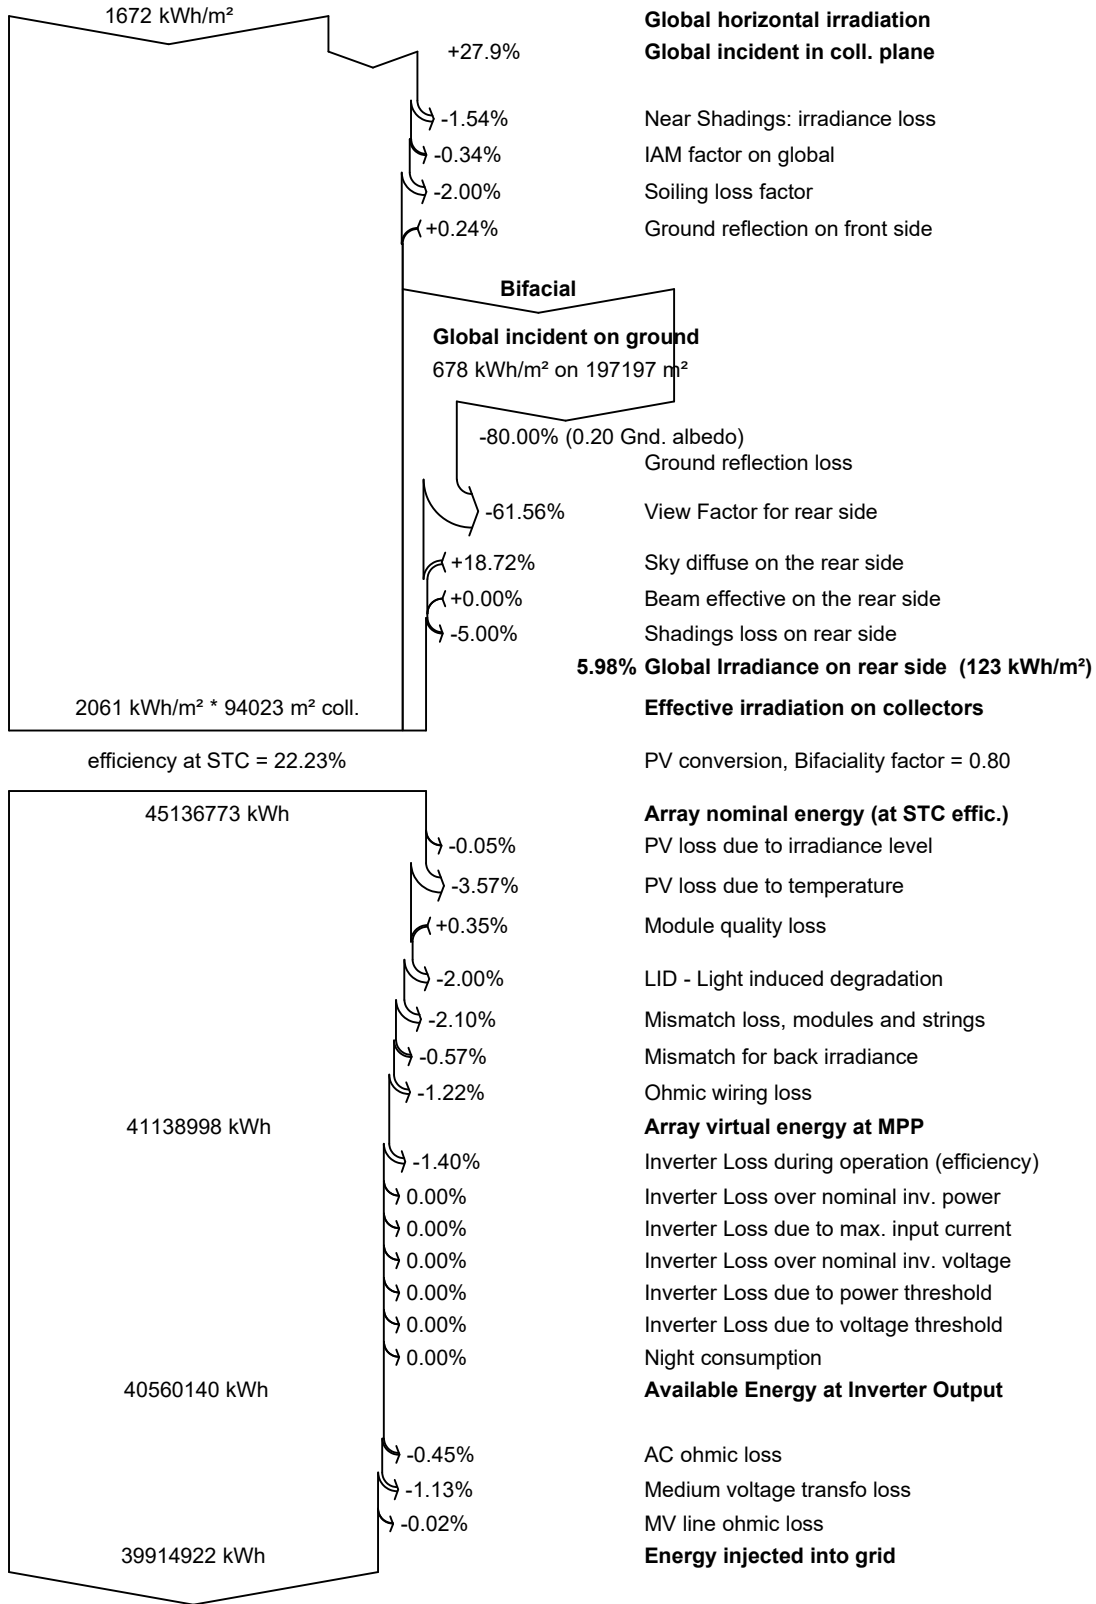 1672 kWh/m² Global horizontal irradiation
+27.9% Global incident in coll. plane
-1.54% Near Shadings: irradiance loss
-0.34% IAM factor on global
-2.00% Soiling loss factor
+0.24% Ground reflection on front side
Bifacial
Global incident on ground
678 kWh/m² on 197197 m²
-80.00% (0.20 Gnd. albedo)
Ground reflection loss
-61.56% View Factor for rear side
+18.72% Sky diffuse on the rear side
+0.00% Beam effective on the rear side
-5.00% Shadings loss on rear side
5.98% Global Irradiance on rear side (123 kWh/m²)
2061 kWh/m² * 94023 m² coll. Effective irradiation on collectors
efficiency at STC = 22.23% PV conversion, Bifaciality factor = 0.80
45136773 kWh Array nominal energy (at STC effic.)
-0.05% PV loss due to irradiance level
-3.57% PV loss due to temperature
+0.35% Module quality loss
-2.00% LID - Light induced degradation
-2.10% Mismatch loss, modules and strings
-0.57% Mismatch for back irradiance
-1.22% Ohmic wiring loss
41138998 kWh Array virtual energy at MPP
-1.40% Inverter Loss during operation (efficiency)
0.00% Inverter Loss over nominal inv. power
0.00% Inverter Loss due to max. input current
0.00% Inverter Loss over nominal inv. voltage
0.00% Inverter Loss due to power threshold
0.00% Inverter Loss due to voltage threshold
0.00% Night consumption
40560140 kWh Available Energy at Inverter Output
-0.45% AC ohmic loss
-1.13% Medium voltage transfo loss
-0.02% MV line ohmic loss
39914922 kWh Energy injected into grid